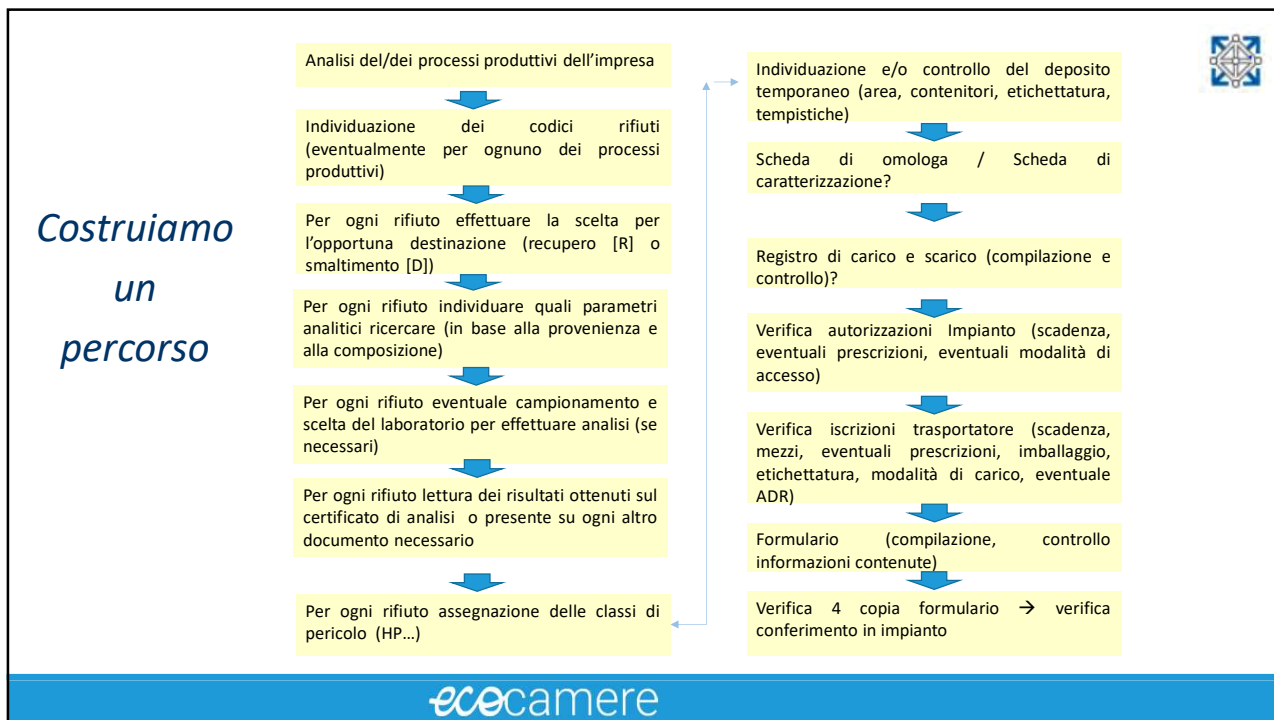 Costruiamo
un
percorso
Analisi del/dei processi produttivi dell'impresa
Individuazione dei codici rifiuti
(eventualmente per ognuno dei processi
produttivi)
Per ogni rifiuto effettuare la scelta per
l'opportuna destinazione (recupero [R] o
smaltimento [D])
Per ogni rifiuto individuare quali parametri
analitici ricercare (in base alla provenienza e
alla composizione)
Per ogni rifiuto eventuale campionamento e
scelta del laboratorio per effettuare analisi (se
necessari)
Per ogni rifiuto lettura dei risultati ottenuti sul
certificato di analisi o presente su ogni altro
documento necessario
Per ogni rifiuto assegnazione delle classi di
pericolo (HP…)
Individuazione e/o controllo del deposito
temporaneo (area, contenitori, etichettatura,
tempistiche)
Scheda di omologa / Scheda di
caratterizzazione?
Registro di carico e scarico (compilazione e
controllo)?
Verifica autorizzazioni Impianto (scadenza,
eventuali prescrizioni, eventuali modalità di
accesso)
Verifica iscrizioni trasportatore (scadenza,
mezzi, eventuali prescrizioni, imballaggio,
etichettatura, modalità di carico, eventuale
ADR)
Formulario (compilazione, controllo
informazioni contenute)
Verifica 4 copia formulario → verifica
conferimento in impianto
ecocamere